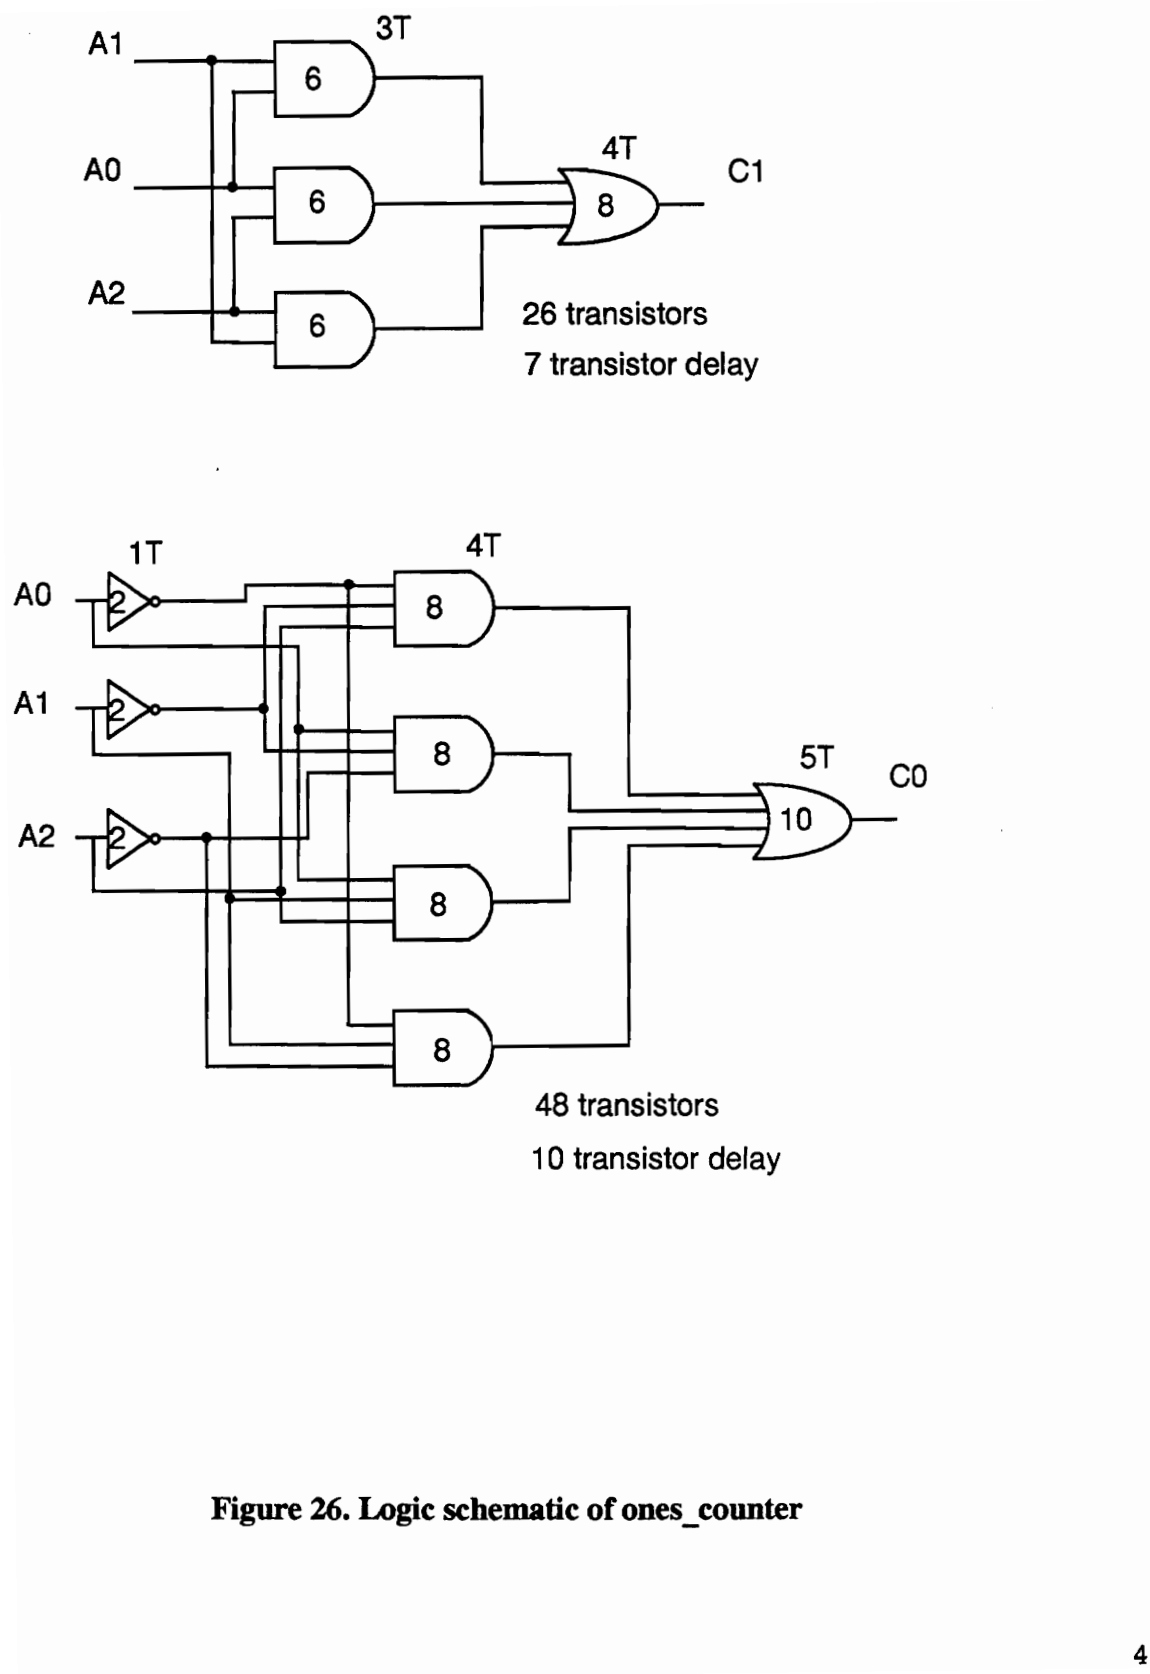 3T
A1
6
4T
A0
C1
6
8
A2
6
26 transistors
7 transistor delay
1T
4T
A0
2
8
A1
2
8
5T
C0
A2
2
10
8
8
48 transistors
10 transistor delay
Figure 26. Logic schematic of ones_counter
4